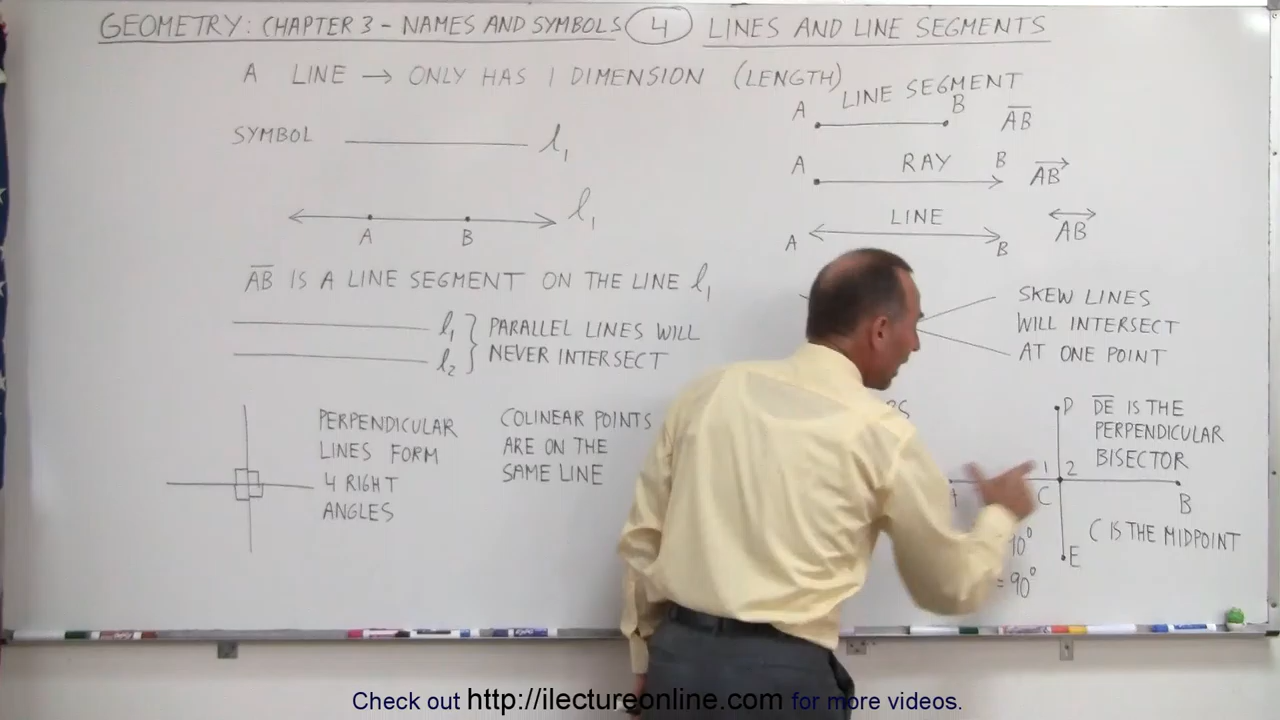 GEOMETRY: CHAPTER 3 - NAMES AND SYMBOLS 4 LINES AND LINE SEGMENTS
A LINE → ONLY HAS 1 DIMENSION (LENGTH)
SYMBOL l₁
A B l₁
AB IS A LINE SEGMENT ON THE LINE l₁
l₁
l₂
PARALLEL LINES WILL
NEVER INTERSECT
PERPENDICULAR
LINES FORM
4 RIGHT
ANGLES
COLINEAR POINTS
ARE ON THE
SAME LINE
LINE SEGMENT
A B AB
RAY
A B AB
LINE
A B AB
SKEW LINES
WILL INTERSECT
AT ONE POINT
D
1 2
C B
E
DE IS THE
PERPENDICULAR
BISECTOR
C IS THE MIDPOINT
= 90°
Check out http://ilectureonline.com for more videos.